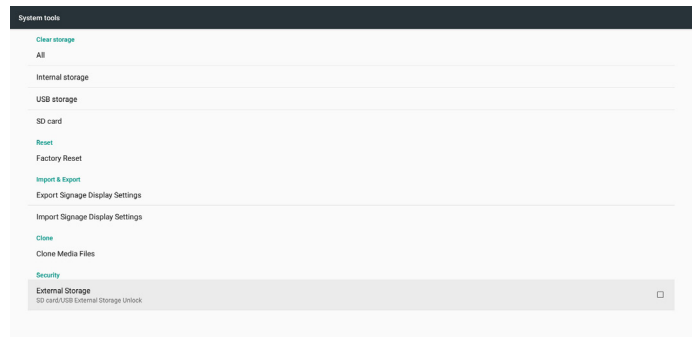 System tools
Clear storage
All
Internal storage
USB storage
SD card
Reset
Factory Reset
Import & Export
Export Signage Display Settings
Import Signage Display Settings
Clone
Clone Media Files
Security
External Storage
SD card/USB External Storage Unlock